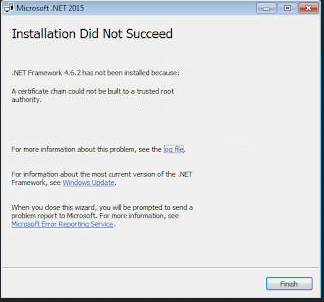 Microsoft .NET 2015
Installation Did Not Succeed
.NET Framework 4.6.2 has not been installed because:
A certificate chain could not be built to a trusted root
authority.
For more information about this problem, see the log file.
For information about the most current version of the .NET
Framework, see Windows Update.
When you close this wizard, you will be prompted to send a
problem report to Microsoft. For more information, see
Microsoft Error Reporting Service.
Finish